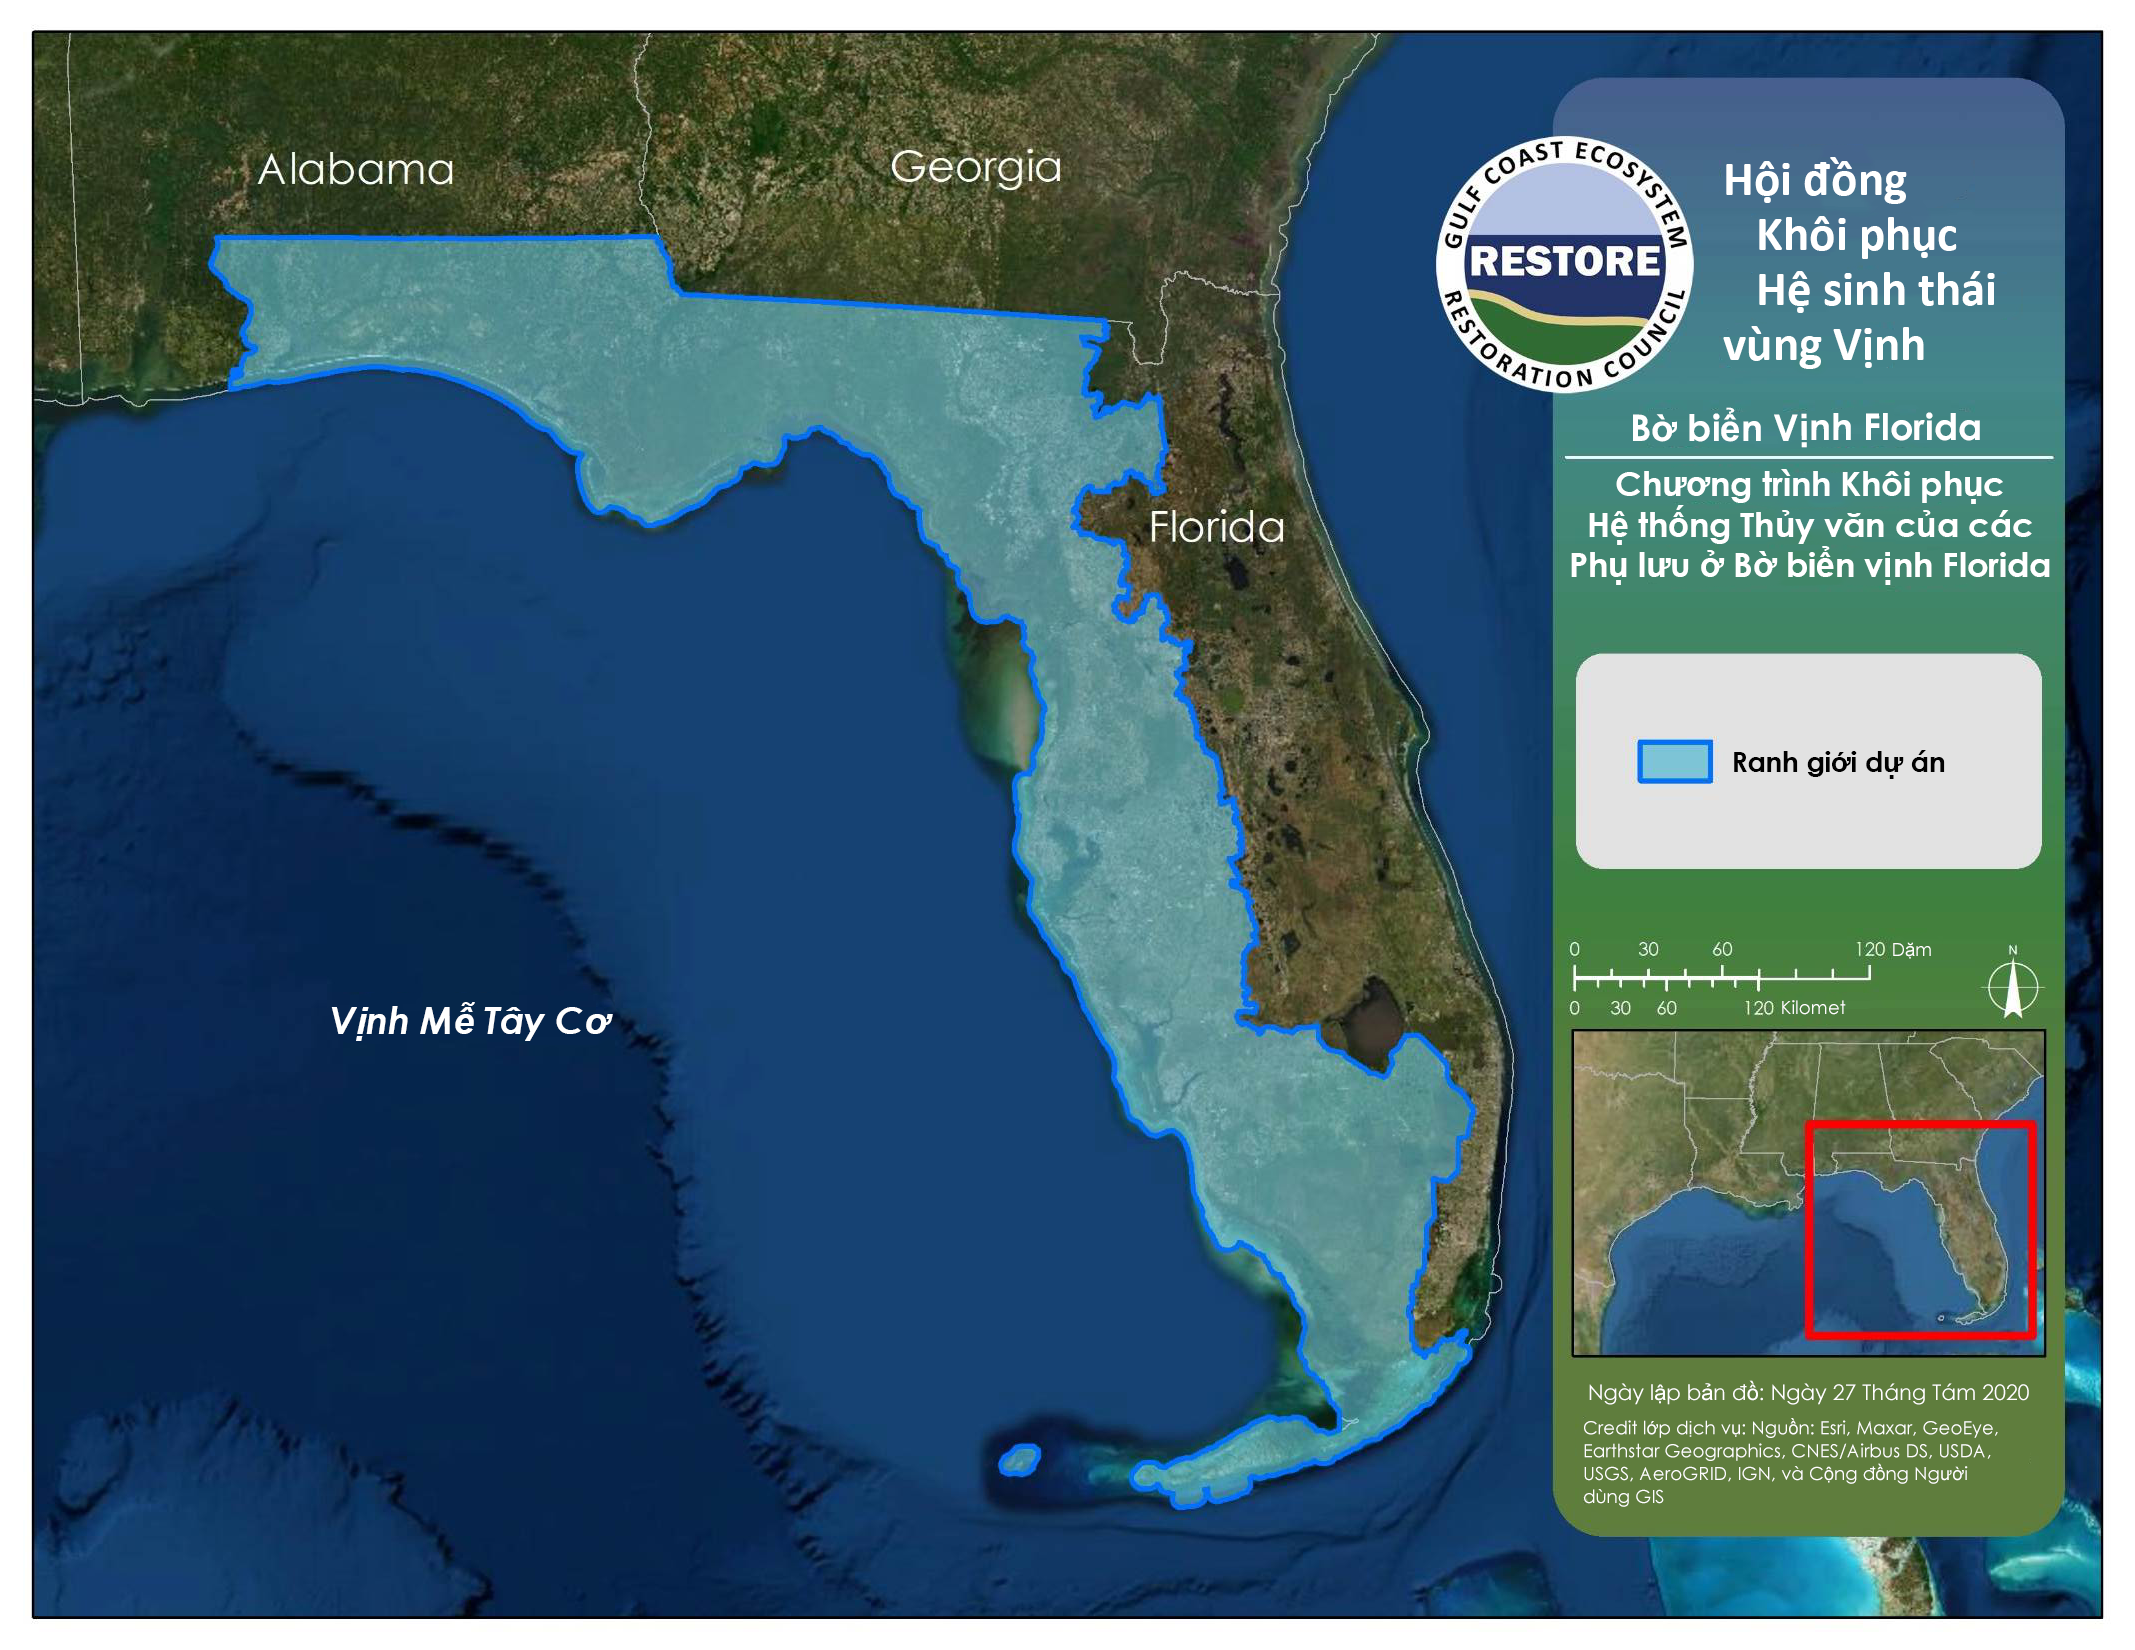 Alabama
Georgia
Florida
Vịnh Mễ Tây Cơ
GULF COAST ECOSYSTEM
RESTORE
RESTORATION COUNCIL
Hội đồng
Khôi phục
Hệ sinh thái
vùng Vịnh
Bờ biển Vịnh Florida
Chương trình Khôi phục
Hệ thống Thủy văn của các
Phụ lưu ở Bờ biển vịnh Florida
Ranh giới dự án
0 30 60 120 Dặm
0 30 60 120 Kilomet
N
Ngày lập bản đồ: Ngày 27 Tháng Tám 2020
Credit lớp dịch vụ: Nguồn: Esri, Maxar, GeoEye,
Earthstar Geographics, CNES/Airbus DS, USDA,
USGS, AeroGRID, IGN, và Cộng đồng Người
dùng GIS